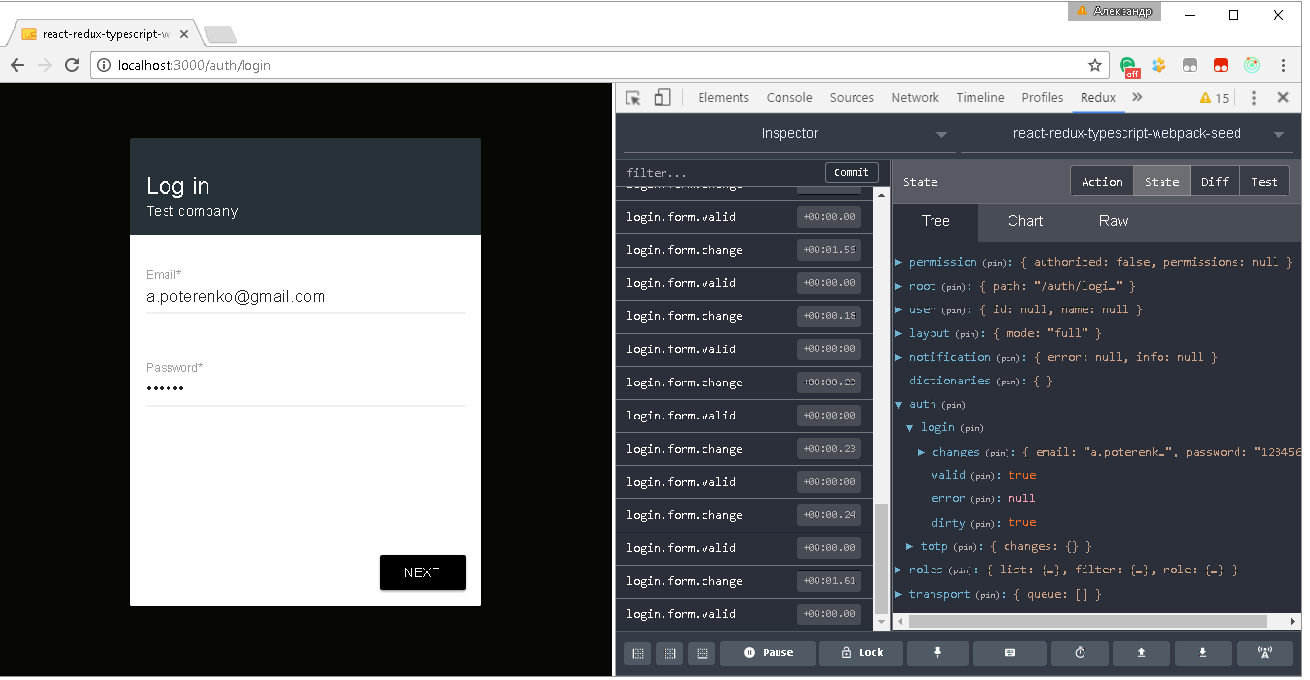 Александр
react-redux-typescript-w
localhost:3000/auth/login
off
Elements Console Sources Network Timeline Profiles Redux » 15
Inspector
react-redux-typescript-webpack-seed
Log in
Test company
Email*
a.poterenko@gmail.com
Password*
••••••
NEXT
filter... Commit
login.form.change
login.form.valid +00:00.00
login.form.change +00:01.59
login.form.valid +00:00.00
login.form.change +00:00.18
login.form.valid +00:00:00
login.form.change +00:00.22
login.form.valid +00:00:00
login.form.change +00:00.23
login.form.valid +00:00:00
login.form.change +00:00.24
login.form.valid +00:00.00
login.form.change +00:01.61
login.form.valid +00:00.00
State Action State Diff Test
Tree Chart Raw
▶ permission (pin): { authorized: false, permissions: null }
▶ root (pin): { path: "/auth/logi…" }
▶ user (pin): { id: null, name: null }
▶ layout (pin): { mode: "full" }
▶ notification (pin): { error: null, info: null }
dictionaries (pin): { }
▼ auth (pin)
▼ login (pin)
▶ changes (pin): { email: "a.poterenk…", password: "123456
valid (pin): true
error (pin): null
dirty (pin): true
▶ totp (pin): { changes: {} }
▶ roles (pin): { list: {…}, filter: {…}, role: {…} }
▶ transport (pin): { queue: [] }
Pause Lock